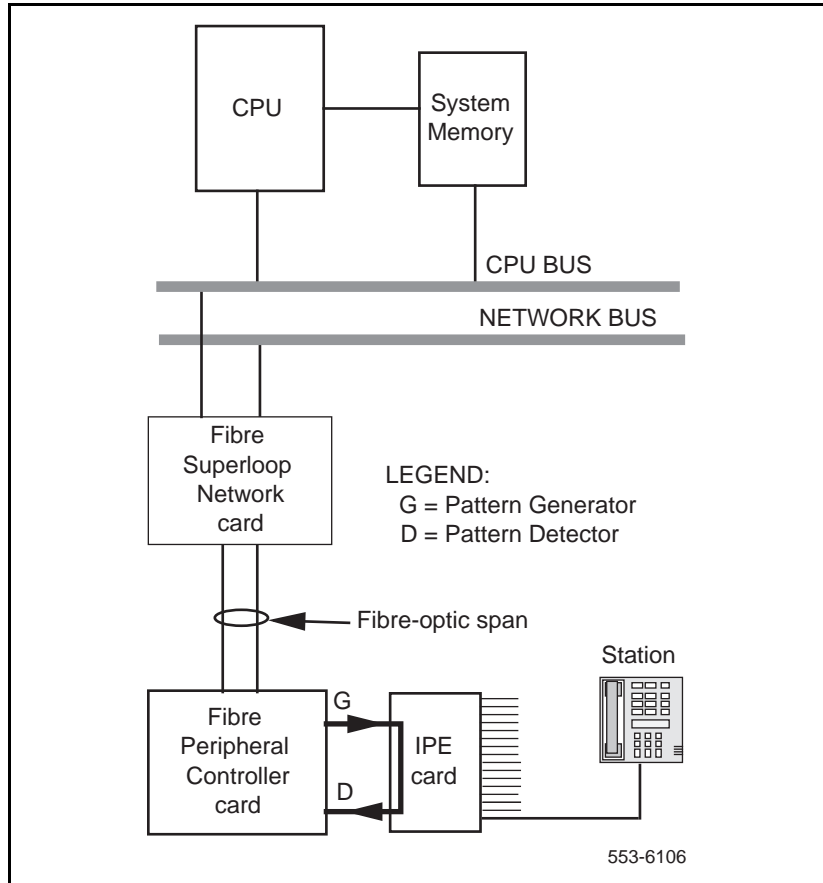 CPU
System
Memory
CPU BUS
NETWORK BUS
Fibre
Superloop
Network
card
LEGEND:
G = Pattern Generator
D = Pattern Detector
Fibre-optic span
Station
Fibre
Peripheral
Controller
card
G
D
IPE
card
553-6106